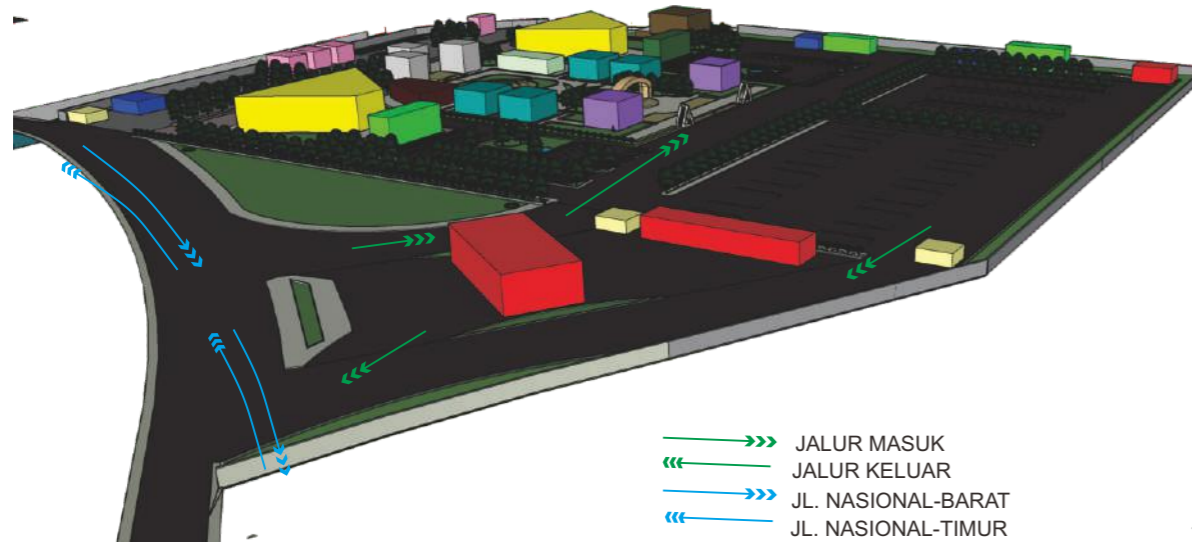 JALUR MASUK
JALUR KELUAR
JL. NASIONAL-BARAT
JL. NASIONAL-TIMUR